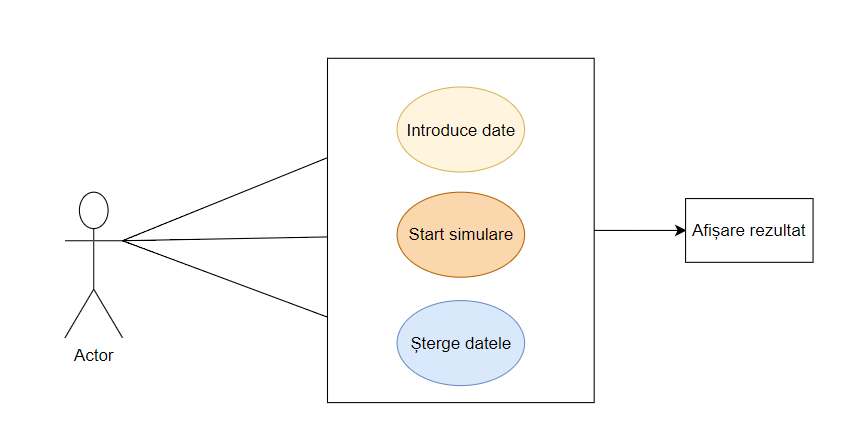 Introduce date
Start simulare
Șterge datele
Afișare rezultat
Actor